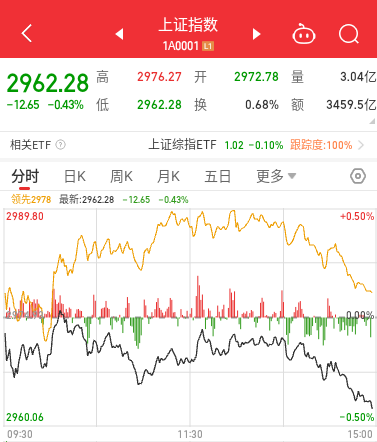 上证指数
1A0001 L1
2962.28 高 2976.27 开 2972.78 量 3.04亿
-12.65 -0.43% 低 2962.28 换 0.68% 额 3459.5亿
相关ETF ? 上证综指ETF 1.02 -0.10% 跟踪度:100%
分时 日K 周K 月K 五日 更多
领先2978 最新:2962.28 -12.65 -0.43%
2989.80 +0.50%
0.00%
2960.06 -0.50%
09:30 11:30 15:00